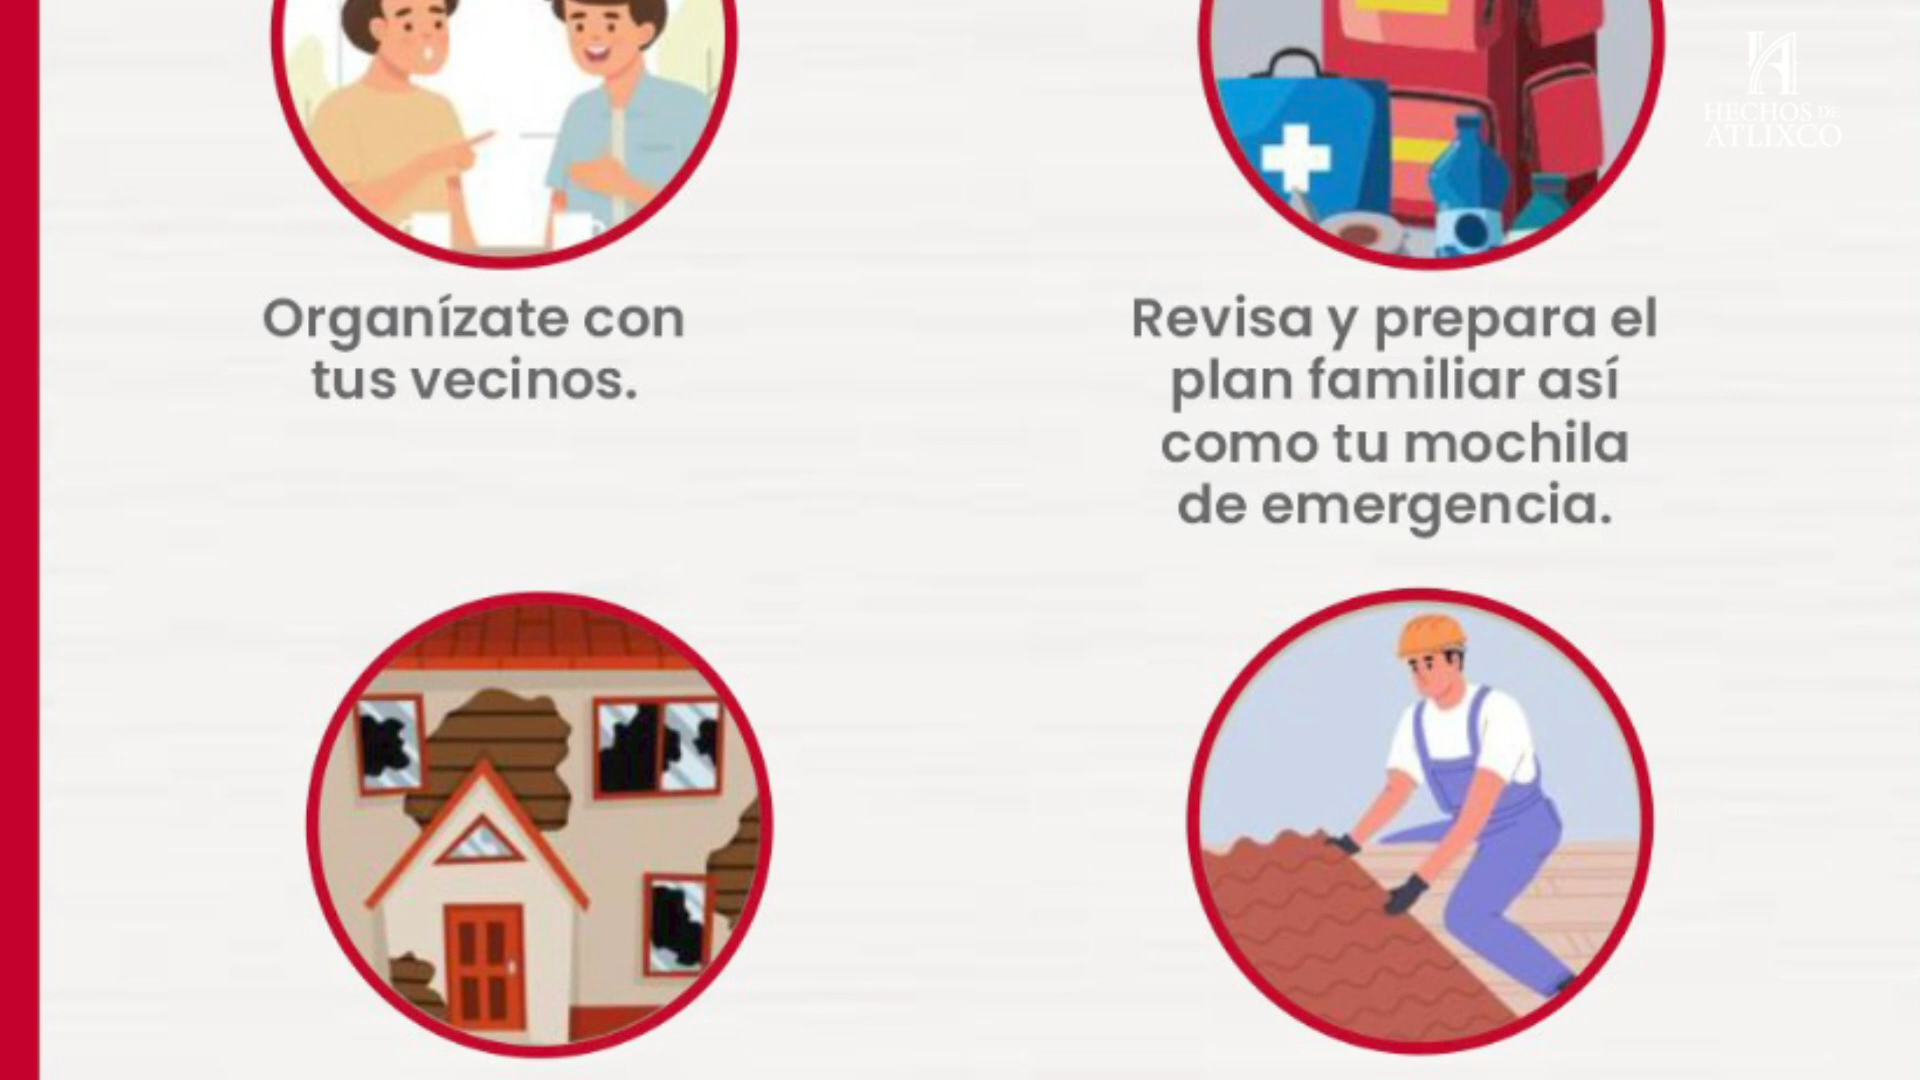 HECHOS DE
ATLIXCO
Organízate con
tus vecinos.
Revisa y prepara el
plan familiar así
como tu mochila
de emergencia.